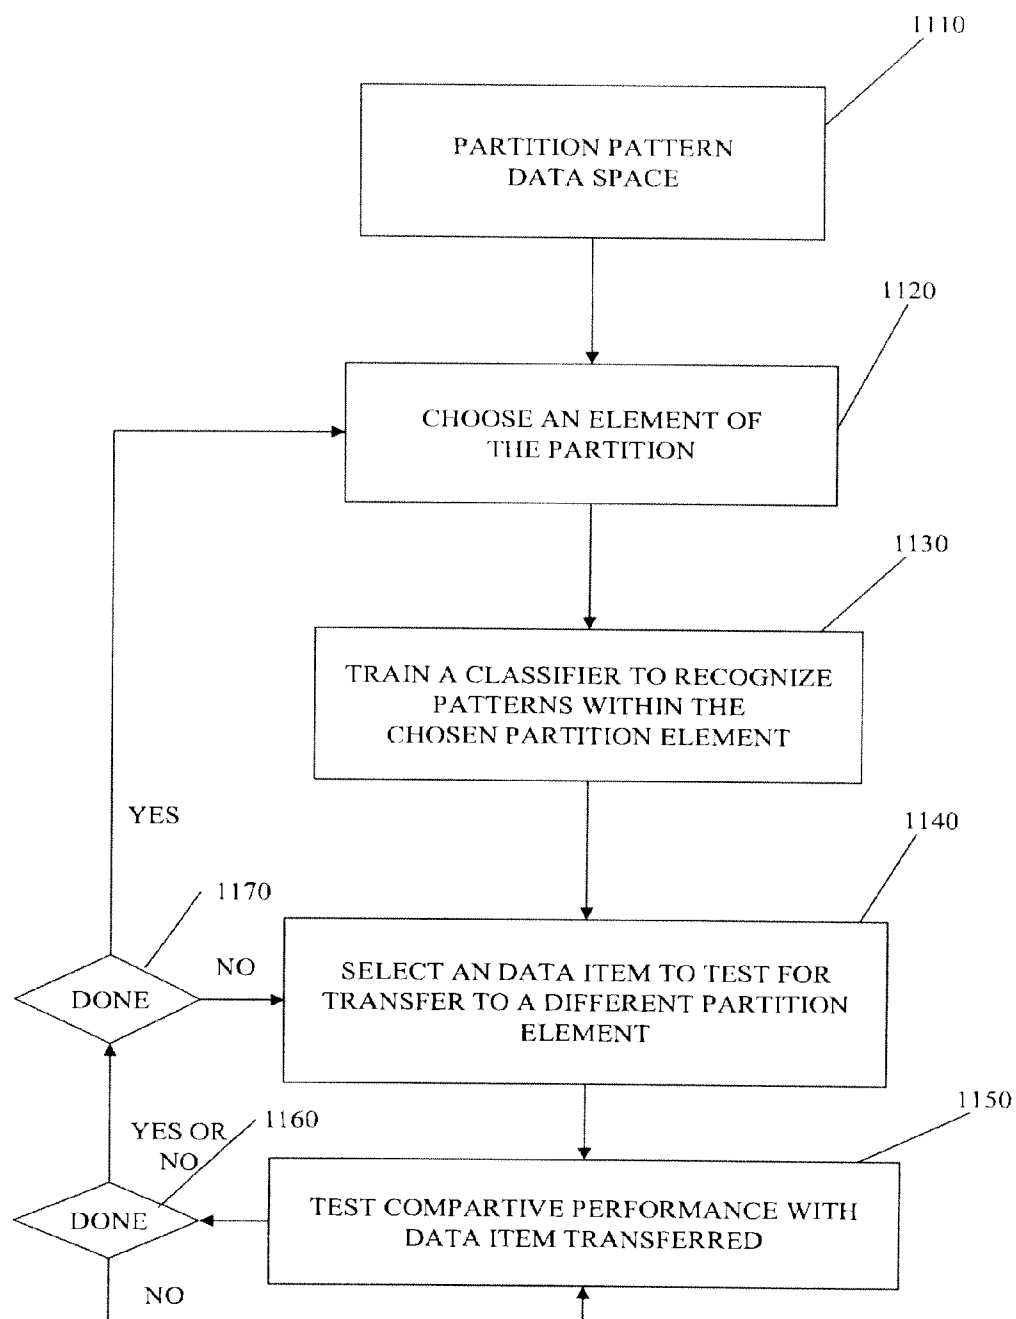 1110
PARTITION PATTERN
DATA SPACE
1120
CHOOSE AN ELEMENT OF
THE PARTITION
1130
TRAIN A CLASSIFIER TO RECOGNIZE
PATTERNS WITHIN THE
CHOSEN PARTITION ELEMENT
YES
1140
1170
NO
DONE
SELECT AN DATA ITEM TO TEST FOR
TRANSFER TO A DIFFERENT PARTITION
ELEMENT
1150
1160
YES OR
NO
DONE
TEST COMPARTIVE PERFORMANCE WITH
DATA ITEM TRANSFERRED
NO